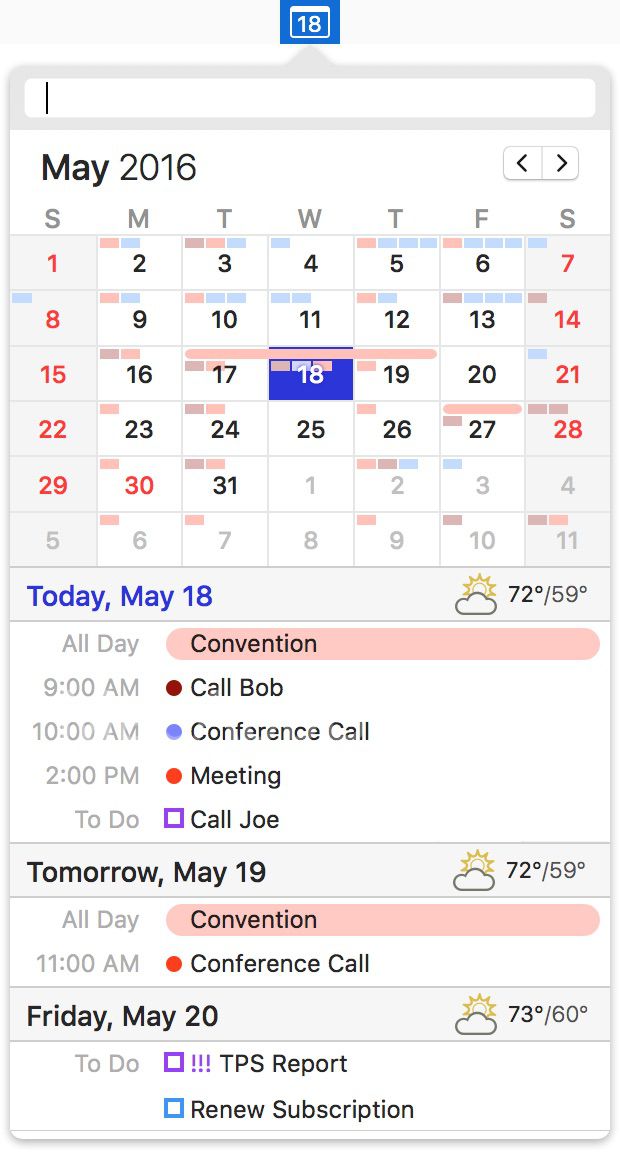 18
May 2016
S M T W T F S
1 2 3 4 5 6 7
8 9 10 11 12 13 14
15 16 17 18 19 20 21
22 23 24 25 26 27 28
29 30 31 1 2 3 4
5 6 7 8 9 10 11
Today, May 18 72°/59°
All Day Convention
9:00 AM Call Bob
10:00 AM Conference Call
2:00 PM Meeting
To Do Call Joe
Tomorrow, May 19 72°/59°
All Day Convention
11:00 AM Conference Call
Friday, May 20 73°/60°
To Do !!! TPS Report
Renew Subscription